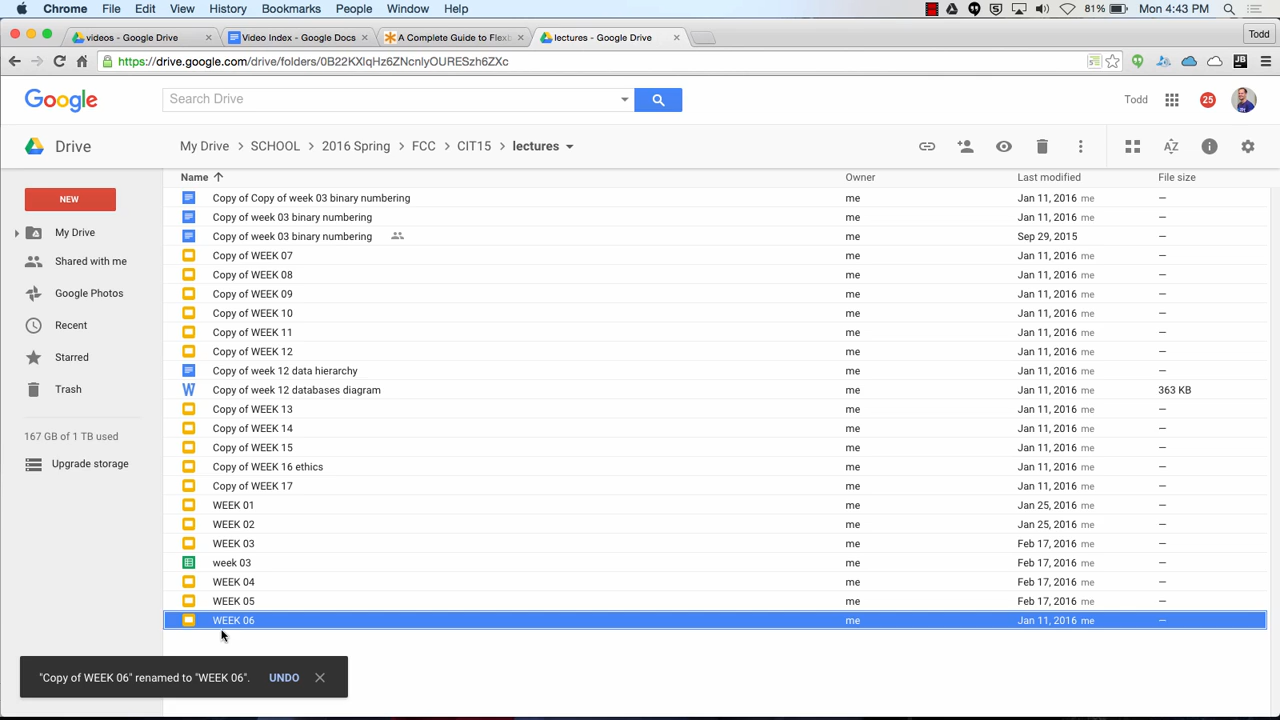 Chrome File Edit View History Bookmarks People Window Help 81% Mon 4:43 PM
videos - Google Drive Video Index - Google Docs A Complete Guide to Flexb lectures - Google Drive Todd
https://drive.google.com/drive/folders/0B22KXlqHz6ZNcnlyOURESzh6ZXc
Google Search Drive Todd 25
Drive My Drive > SCHOOL > 2016 Spring > FCC > CIT15 > lectures
Name Owner Last modified File size
NEW
My Drive
Shared with me
Google Photos
Recent
Starred
Trash
167 GB of 1 TB used
Upgrade storage
Copy of Copy of week 03 binary numbering me Jan 11, 2016 me –
Copy of week 03 binary numbering me Jan 11, 2016 me –
Copy of week 03 binary numbering me Sep 29, 2015 –
Copy of WEEK 07 me Jan 11, 2016 me –
Copy of WEEK 08 me Jan 11, 2016 me –
Copy of WEEK 09 me Jan 11, 2016 me –
Copy of WEEK 10 me Jan 11, 2016 me –
Copy of WEEK 11 me Jan 11, 2016 me –
Copy of WEEK 12 me Jan 11, 2016 me –
Copy of week 12 data hierarchy me Jan 11, 2016 me –
Copy of week 12 databases diagram me Jan 11, 2016 me 363 KB
Copy of WEEK 13 me Jan 11, 2016 me –
Copy of WEEK 14 me Jan 11, 2016 me –
Copy of WEEK 15 me Jan 11, 2016 me –
Copy of WEEK 16 ethics me Jan 11, 2016 me –
Copy of WEEK 17 me Jan 11, 2016 me –
WEEK 01 me Jan 25, 2016 me –
WEEK 02 me Jan 25, 2016 me –
WEEK 03 me Feb 17, 2016 me –
week 03 me Feb 17, 2016 me –
WEEK 04 me Feb 17, 2016 me –
WEEK 05 me Feb 17, 2016 me –
WEEK 06 me Jan 11, 2016 me –
"Copy of WEEK 06" renamed to "WEEK 06". UNDO